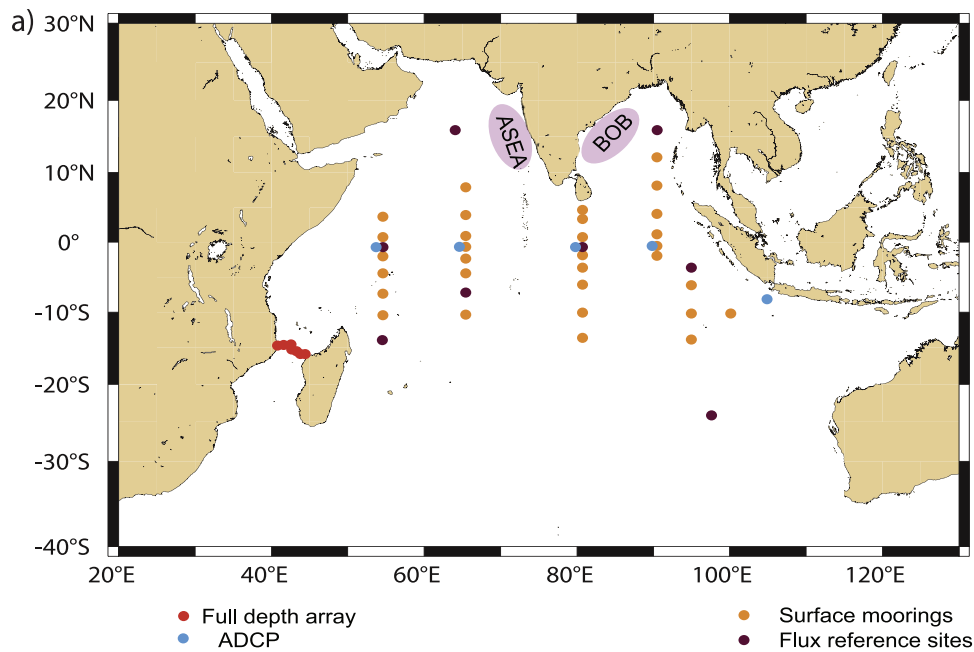 a)
30°N
20°N
10°N
0°
-10°S
-20°S
-30°S
-40°S
ASEA
BOB
20°E
40°E
60°E
80°E
100°E
120°E
Full depth array
ADCP
Surface moorings
Flux reference sites